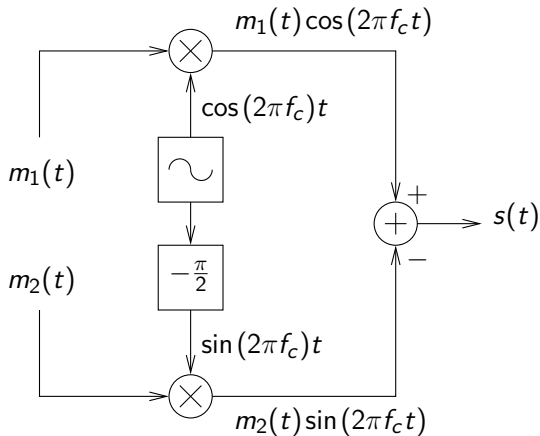 m₁(t) cos (2πf_c t)
cos (2πf_c)t
m₁(t)
+
+
s(t)
−
m₂(t)
−π/2
sin (2πf_c)t
m₂(t) sin (2πf_c t)